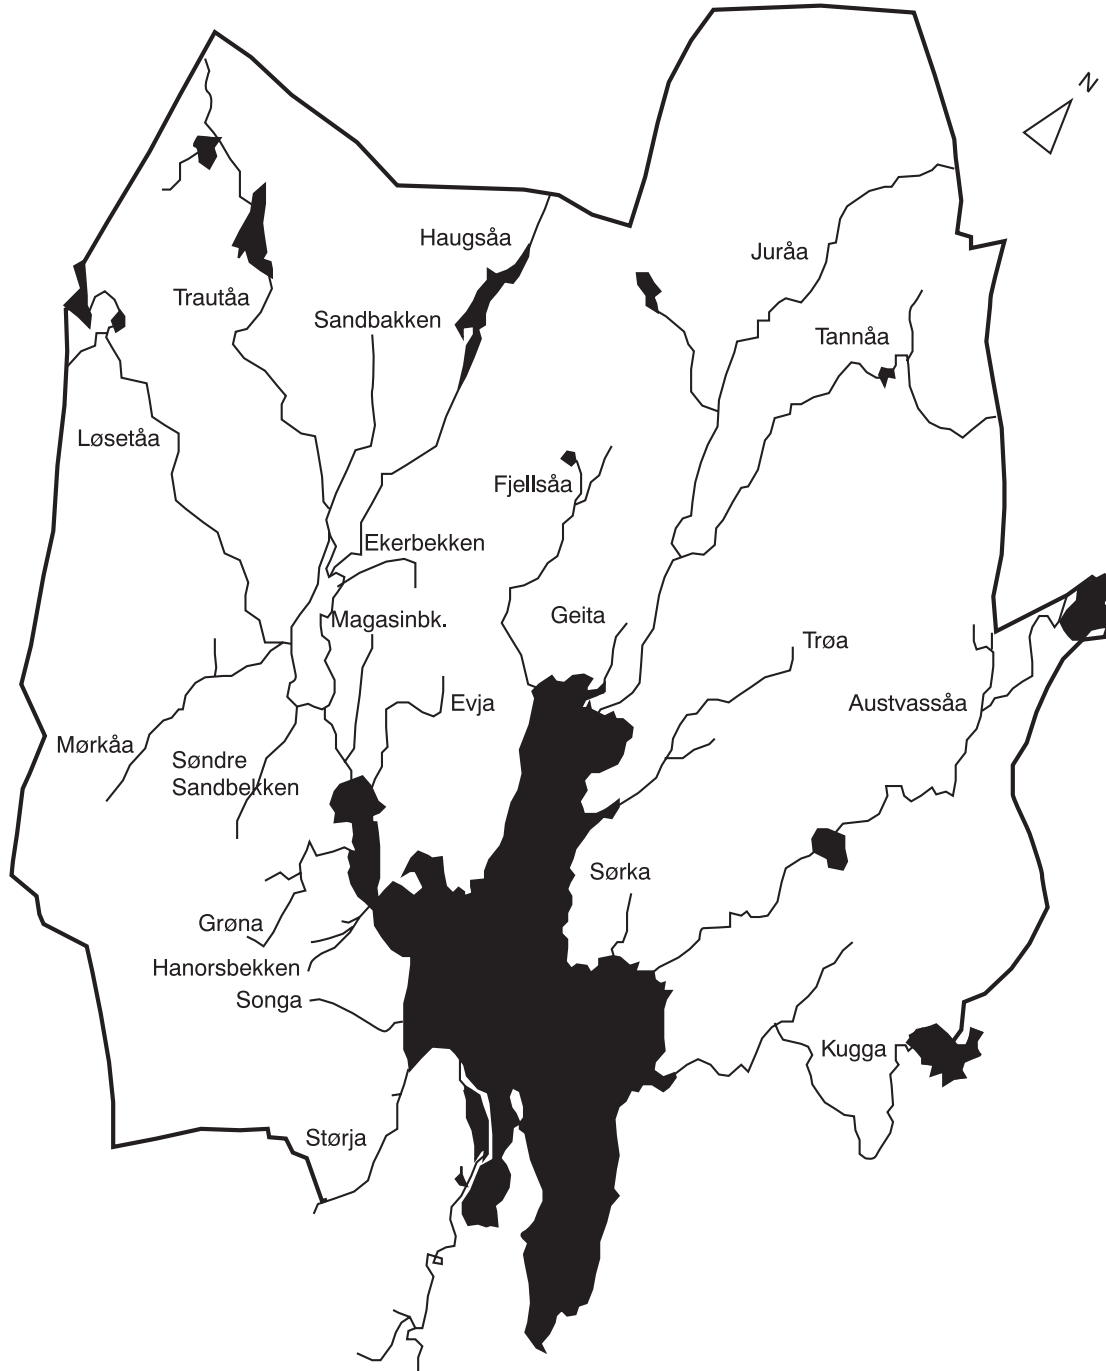 N
Haugsåa
Juråa
Trautåa
Sandbakken
Tannåa
Løsetåa
Fjellsåa
Ekerbekken
Magasinbk.
Geita
Trøa
Evja
Austvassåa
Mørkåa
Søndre
Sandbekken
Sørka
Grøna
Hanorsbekken
Songa
Kugga
Størja